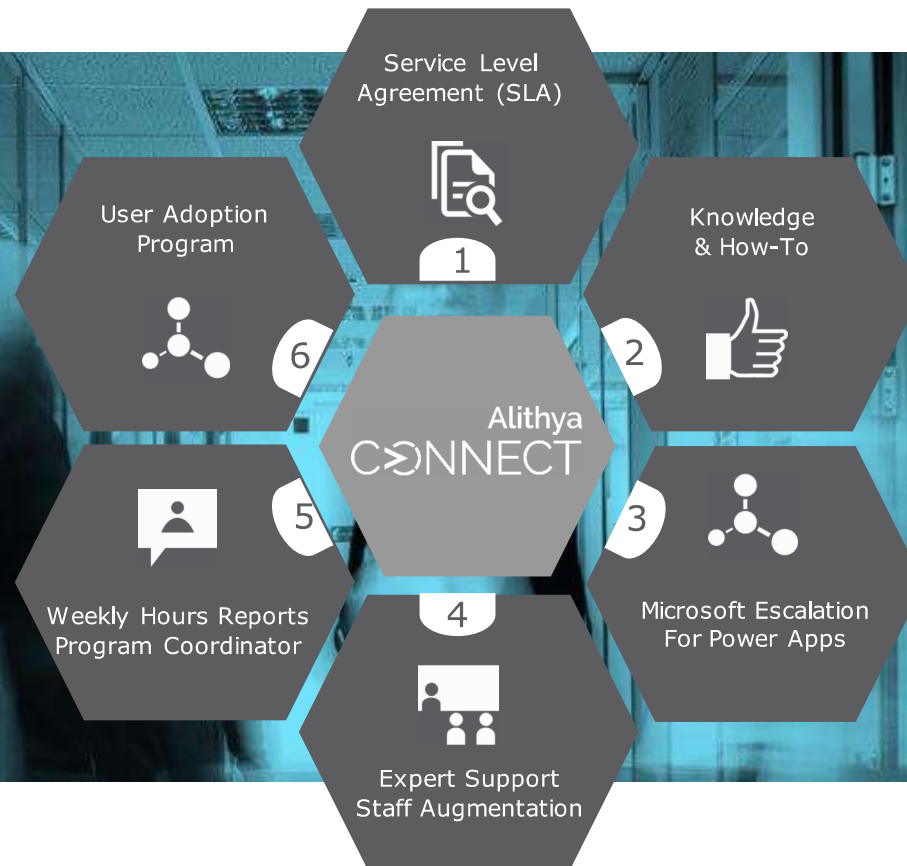 Service Level
Agreement (SLA)
1
Knowledge
& How-To
2
3
Microsoft Escalation
For Power Apps
4
Expert Support
Staff Augmentation
5
Weekly Hours Reports
Program Coordinator
User Adoption
Program
6
Alithya
CONNECT